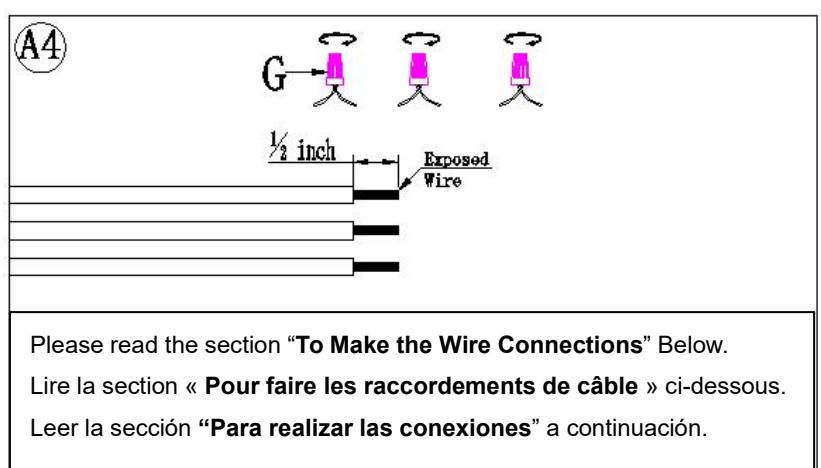 A4
G
½ inch
Exposed
Wire
Please read the section “To Make the Wire Connections” Below.
Lire la section « Pour faire les raccordements de câble » ci-dessous.
Leer la sección “Para realizar las conexiones” a continuación.